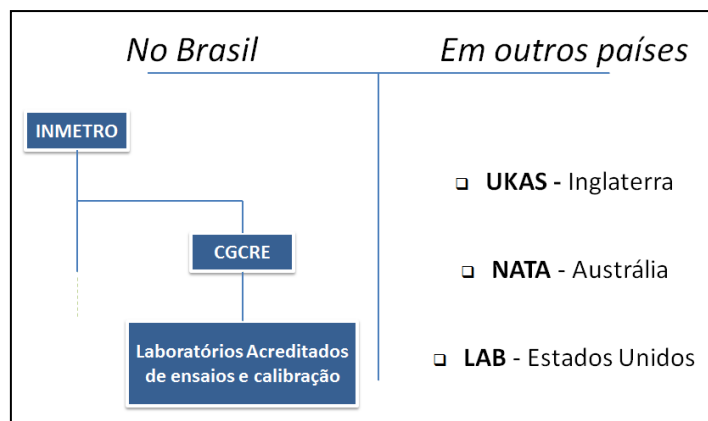 No Brasil
INMETRO
CGCRE
Laboratórios Acreditados
de ensaios e calibração
Em outros países
UKAS - Inglaterra
NATA - Austrália
LAB - Estados Unidos